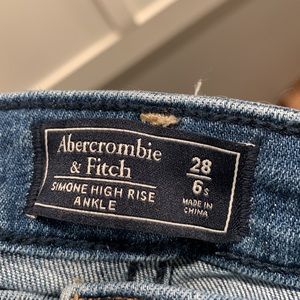 Abercrombie
& Fitch
SIMONE HIGH RISE
ANKLE
28
6s
MADE IN
CHINA